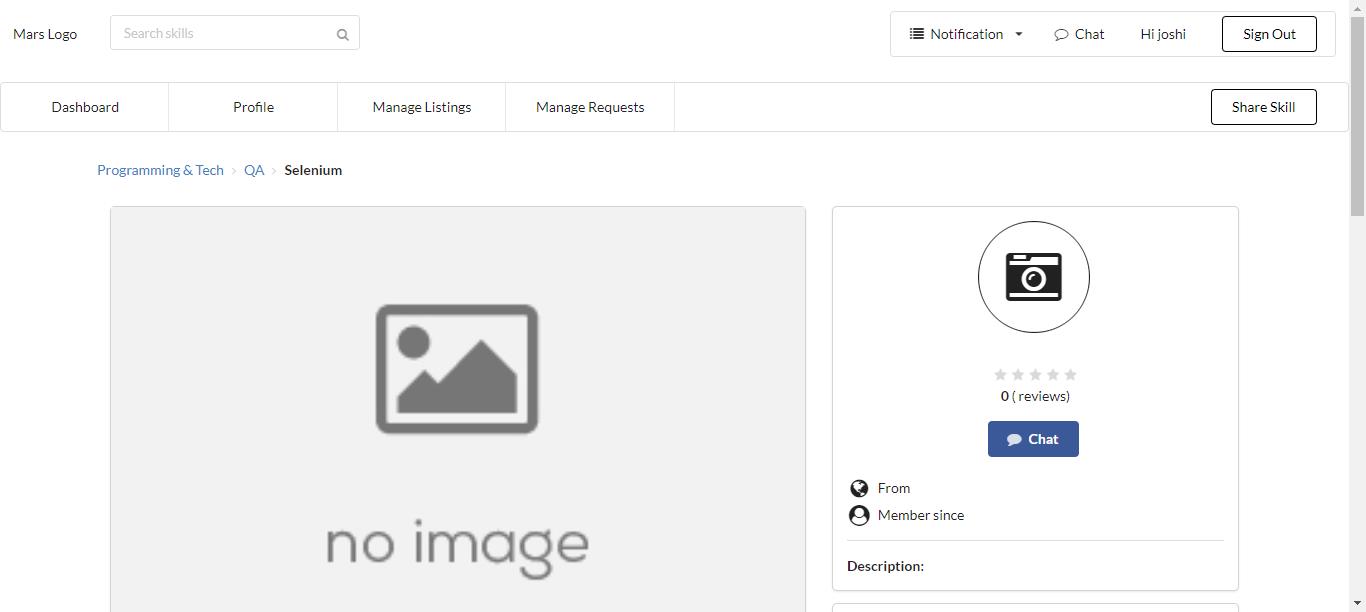 Mars Logo
Search skills
Notification
Chat
Hi joshi
Sign Out
Dashboard
Profile
Manage Listings
Manage Requests
Share Skill
Programming & Tech
QA
Selenium
no image
0 ( reviews)
Chat
From
Member since
Description: